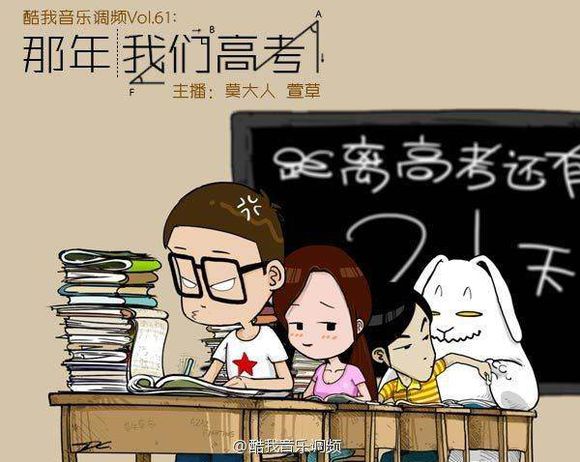 酷我音乐调频Vol.61:
那年 我们高考
B
A
F
主播: 莫大人 萱草
距离高考还有
71天
@酷我音乐调频